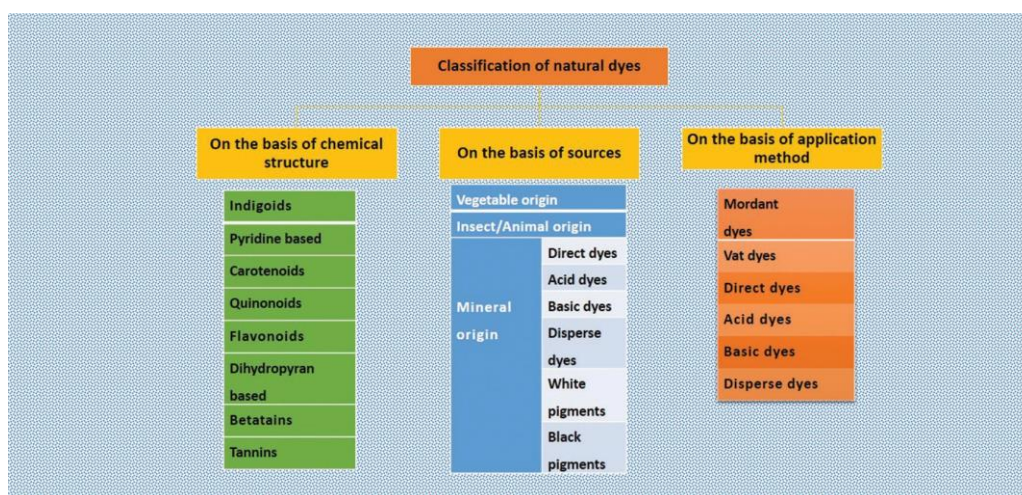 Classification of natural dyes
On the basis of chemical
structure
Indigoids
Pyridine based
Carotenoids
Quinonoids
Flavonoids
Dihydropyran
based
Betatains
Tannins
On the basis of sources
Vegetable origin
Insect/Animal origin
Mineral
origin
Direct dyes
Acid dyes
Basic dyes
Disperse
dyes
White
pigments
Black
pigments
On the basis of application
method
Mordant
dyes
Vat dyes
Direct dyes
Acid dyes
Basic dyes
Disperse dyes